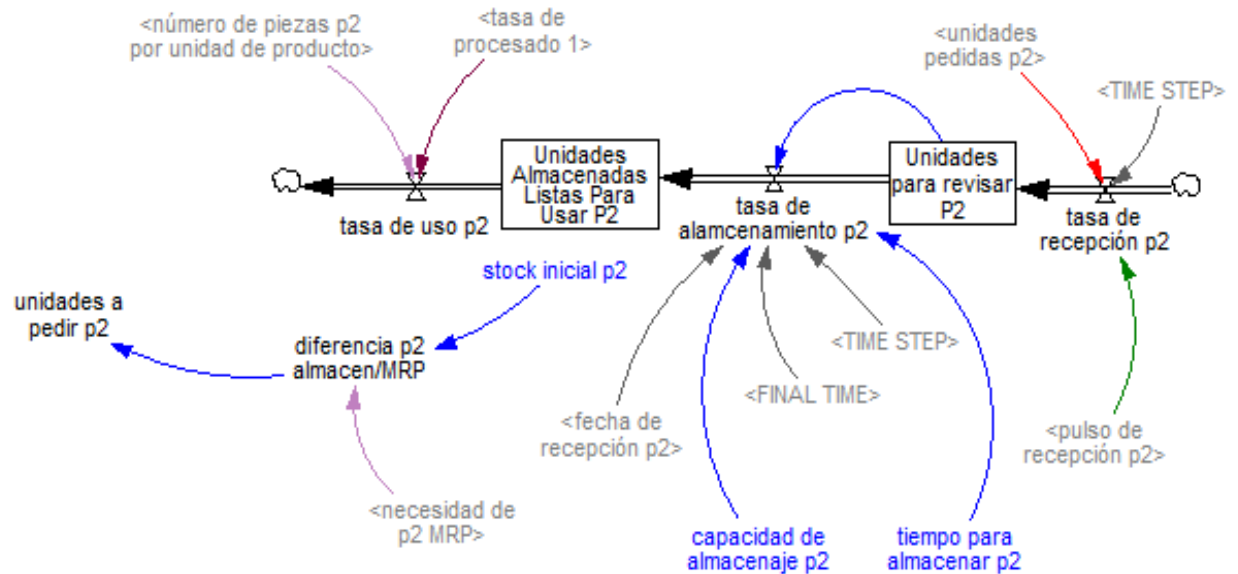 <número de piezas p2
por unidad de producto>
<tasa de
procesado 1>
<unidades
pedidas p2>
<TIME STEP>
Unidades
Almacenadas
Listas Para
Usar P2
Unidades
para revisar
P2
tasa de uso p2
tasa de
alamcenamiento p2
tasa de
recepción p2
stock inicial p2
unidades a
pedir p2
diferencia p2
almacen/MRP
<TIME STEP>
<FINAL TIME>
<fecha de
recepción p2>
<pulso de
recepción p2>
<necesidad de
p2 MRP>
capacidad de
almacenaje p2
tiempo para
almacenar p2